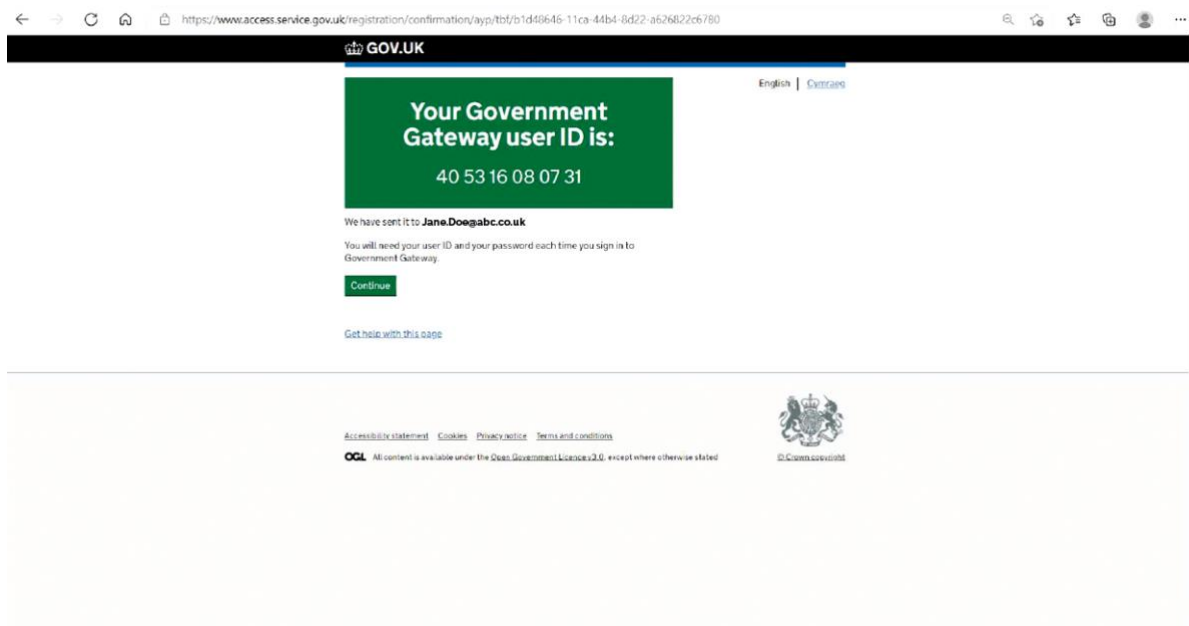 https://www.access.service.gov.uk/registration/confirmation/ayp/tbf/b1d48646-11ca-44b4-8d22-a626822c6780
GOV.UK
English | Cymraeg
Your Government
Gateway user ID is:
40 53 16 08 07 31
We have sent it to Jane.Doe@abc.co.uk
You will need your user ID and your password each time you sign in to
Government Gateway.
Continue
Get help with this page
Accessibility statement Cookies Privacy notice Terms and conditions
OGL All content is available under the Open Government Licence v3.0, except where otherwise stated
© Crown copyright